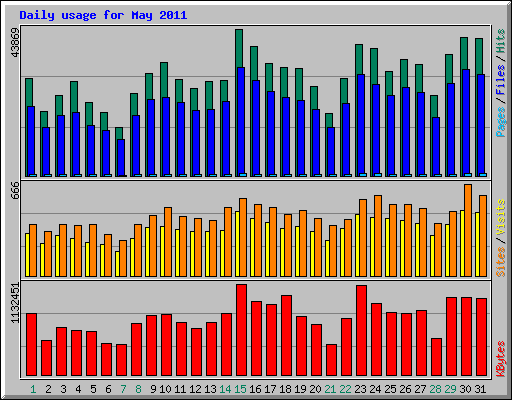 Daily usage for May 2011
43869
Pages / Files / Hits
666
Sites / Visits
1132451
KBytes
1 2 3 4 5 6 7 8 9 10 11 12 13 14 15 16 17 18 19 20 21 22 23 24 25 26 27 28 29 30 31